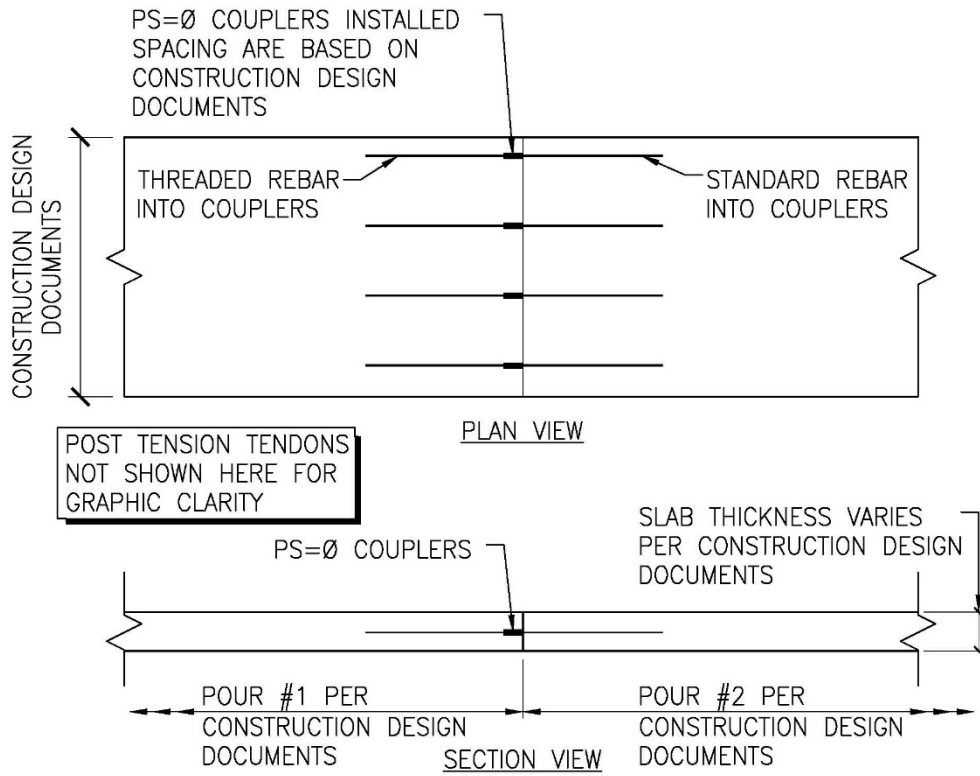 PS=Ø COUPLERS INSTALLED
SPACING ARE BASED ON
CONSTRUCTION DESIGN
DOCUMENTS
CONSTRUCTION DESIGN
DOCUMENTS
THREADED REBAR
INTO COUPLERS
STANDARD REBAR
INTO COUPLERS
PLAN VIEW
POST TENSION TENDONS
NOT SHOWN HERE FOR
GRAPHIC CLARITY
SLAB THICKNESS VARIES
PER CONSTRUCTION DESIGN
DOCUMENTS
PS=Ø COUPLERS
POUR #1 PER
CONSTRUCTION DESIGN
DOCUMENTS
POUR #2 PER
CONSTRUCTION DESIGN
DOCUMENTS
SECTION VIEW